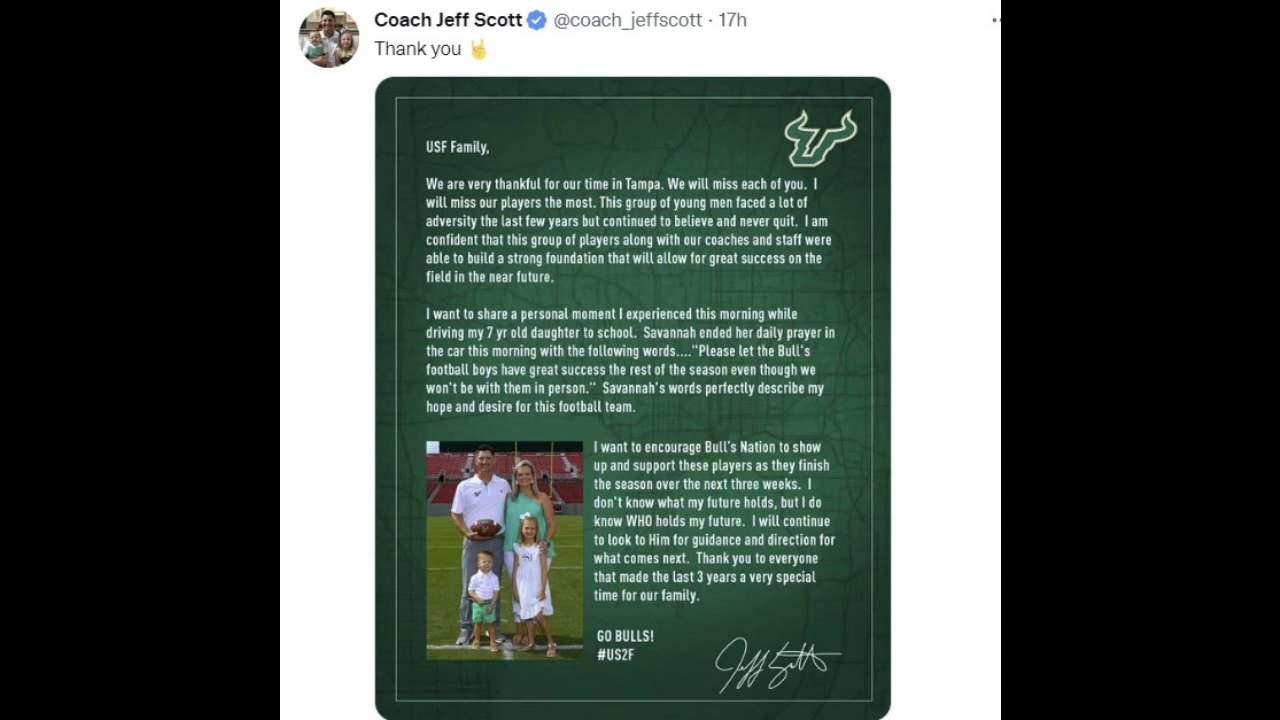 Coach Jeff Scott @coach_jeffscott · 17h
Thank you 🤘
USF Family,
We are very thankful for our time in Tampa. We will miss each of you. I
will miss our players the most. This group of young men faced a lot of
adversity the last few years but continued to believe and never quit. I am
confident that this group of players along with our coaches and staff were
able to build a strong foundation that will allow for great success on the
field in the near future.
I want to share a personal moment I experienced this morning while
driving my 7 yr old daughter to school. Savannah ended her daily prayer in
the car this morning with the following words...."Please let the Bull's
football boys have great success the rest of the season even though we
won't be with them in person." Savannah's words perfectly describe my
hope and desire for this football team.
I want to encourage Bull's Nation to show
up and support these players as they finish
the season over the next three weeks. I
don't know what my future holds, but I do
know WHO holds my future. I will continue
to look to Him for guidance and direction for
what comes next. Thank you to everyone
that made the last 3 years a very special
time for our family.
GO BULLS!
#US2F
Jeff Scott